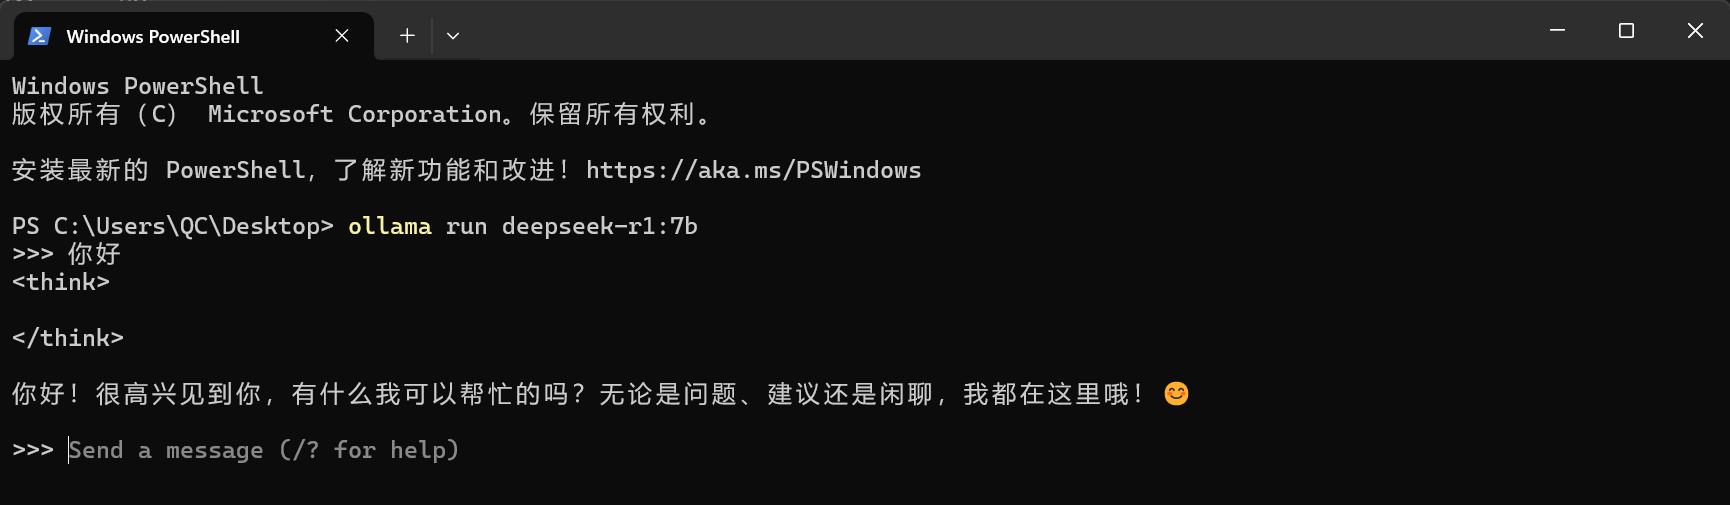 Windows PowerShell
Windows PowerShell
版权所有（C） Microsoft Corporation。保留所有权利。
安装最新的 PowerShell，了解新功能和改进！https://aka.ms/PSWindows
PS C:\Users\QC\Desktop> ollama run deepseek-r1:7b
>>> 你好
<think>
</think>
你好！很高兴见到你，有什么我可以帮忙的吗？无论是问题、建议还是闲聊，我都在这里哦！😊
>>> Send a message (/? for help)